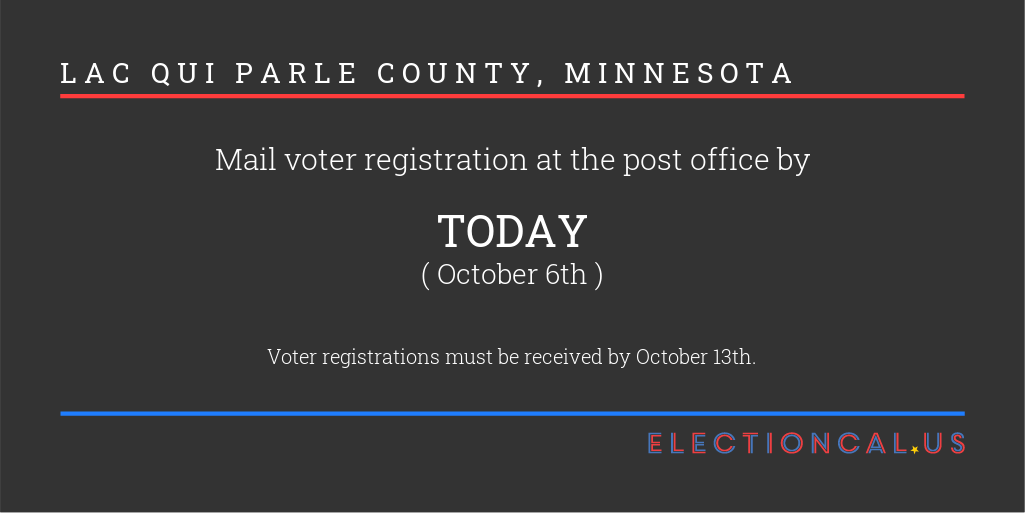 LAC QUI PARLE COUNTY, MINNESOTA
Mail voter registration at the post office by
TODAY
( October 6th )
Voter registrations must be received by October 13th.
ELECTIONCAL.US